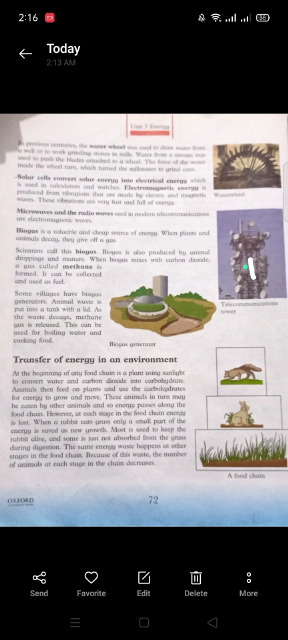 2:16
85
Today
2:13 AM
Unit 7 Energy
In previous centuries, the water wheel was used to draw water from
a well or to work grinding stones in mills. Water from a stream was
used to push the blades attached to a wheel. The force of the water
made the wheel turn, which turned the millstones to grind corn.
Solar cells convert solar energy into electrical energy which
is used in calculators and watches. Electromagnetic energy is
produced from vibrations that are made by electric and magnetic
waves. These vibrations are very fast and full of energy.
Waterwheel
Microwaves and the radio waves used in modern telecommunications
are electromagnetic waves.
Biogas is a valuable and cheap source of energy. When plants and
animals decay, they give off a gas.
Scientists call this biogas. Biogas is also produced by animal
droppings and manure. When biogas mixes with carbon dioxide,
a gas called methane is
formed. It can be collected
and used as fuel.
Telecommunications
tower
Some villages have biogas
generators. Animal waste is
put into a tank with a lid. As
the waste decays, methane
gas is released. This can be
used for boiling water and
cooking food.
Biogas generator
Transfer of energy in an environment
At the beginning of any food chain is a plant using sunlight
to convert water and carbon dioxide into carbohydrate.
Animals then feed on plants and use the carbohydrates
for energy to grow and move. These animals in turn may
be eaten by other animals and so energy passes along the
food chain. However, at each stage in the food chain energy
is lost. When a rabbit eats grass only a small part of the
energy is saved as new growth. Most is used to keep the
rabbit alive, and some is just not absorbed from the grass
during digestion. The same energy waste happens at other
stages in the food chain. Because of this waste, the number
of animals at each stage in the chain decreases.
A food chain
OXFORD
72
Send
Favorite
Edit
Delete
More